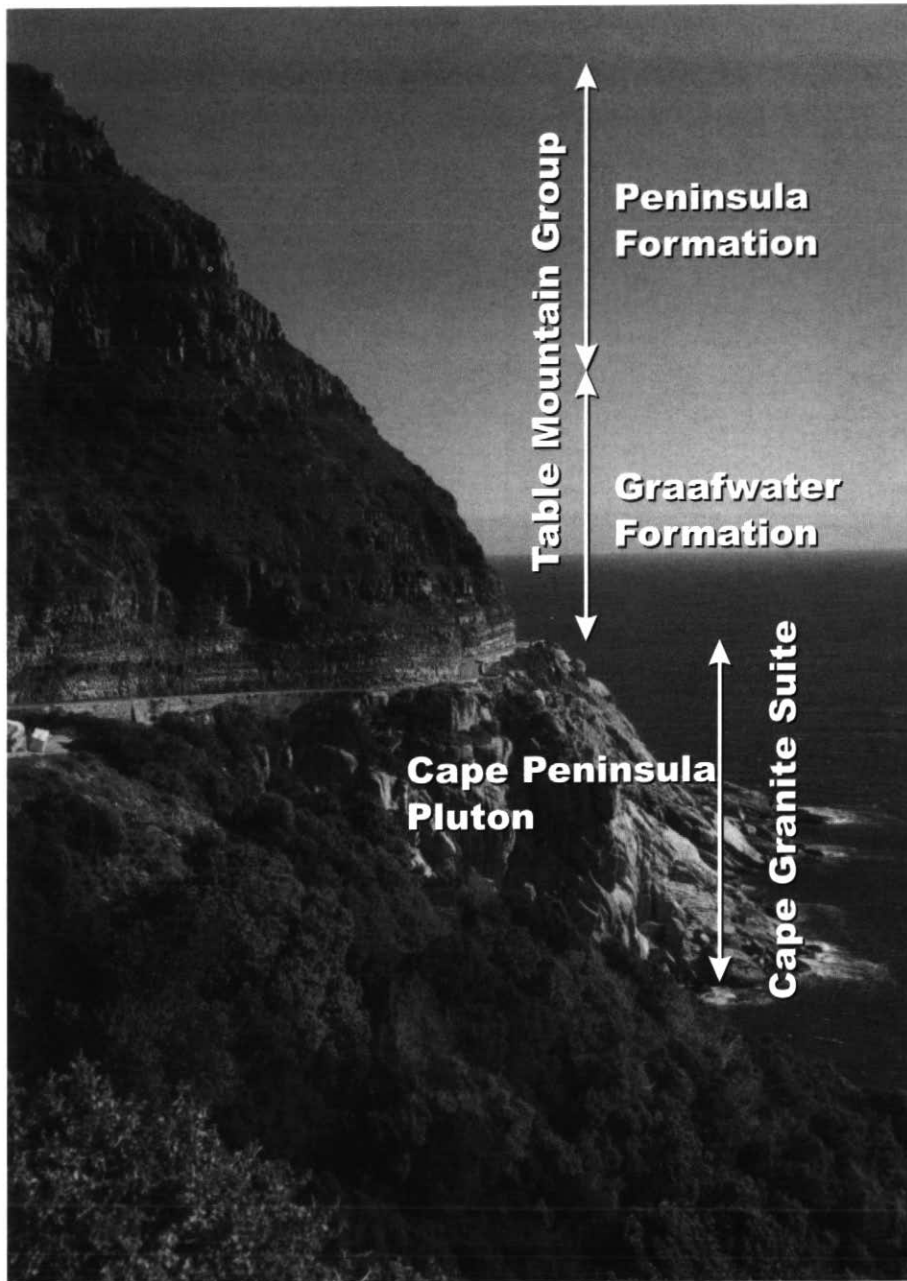 Table Mountain Group
Peninsula
Formation
Graafwater
Formation
Cape Peninsula
Pluton
Cape Granite Suite